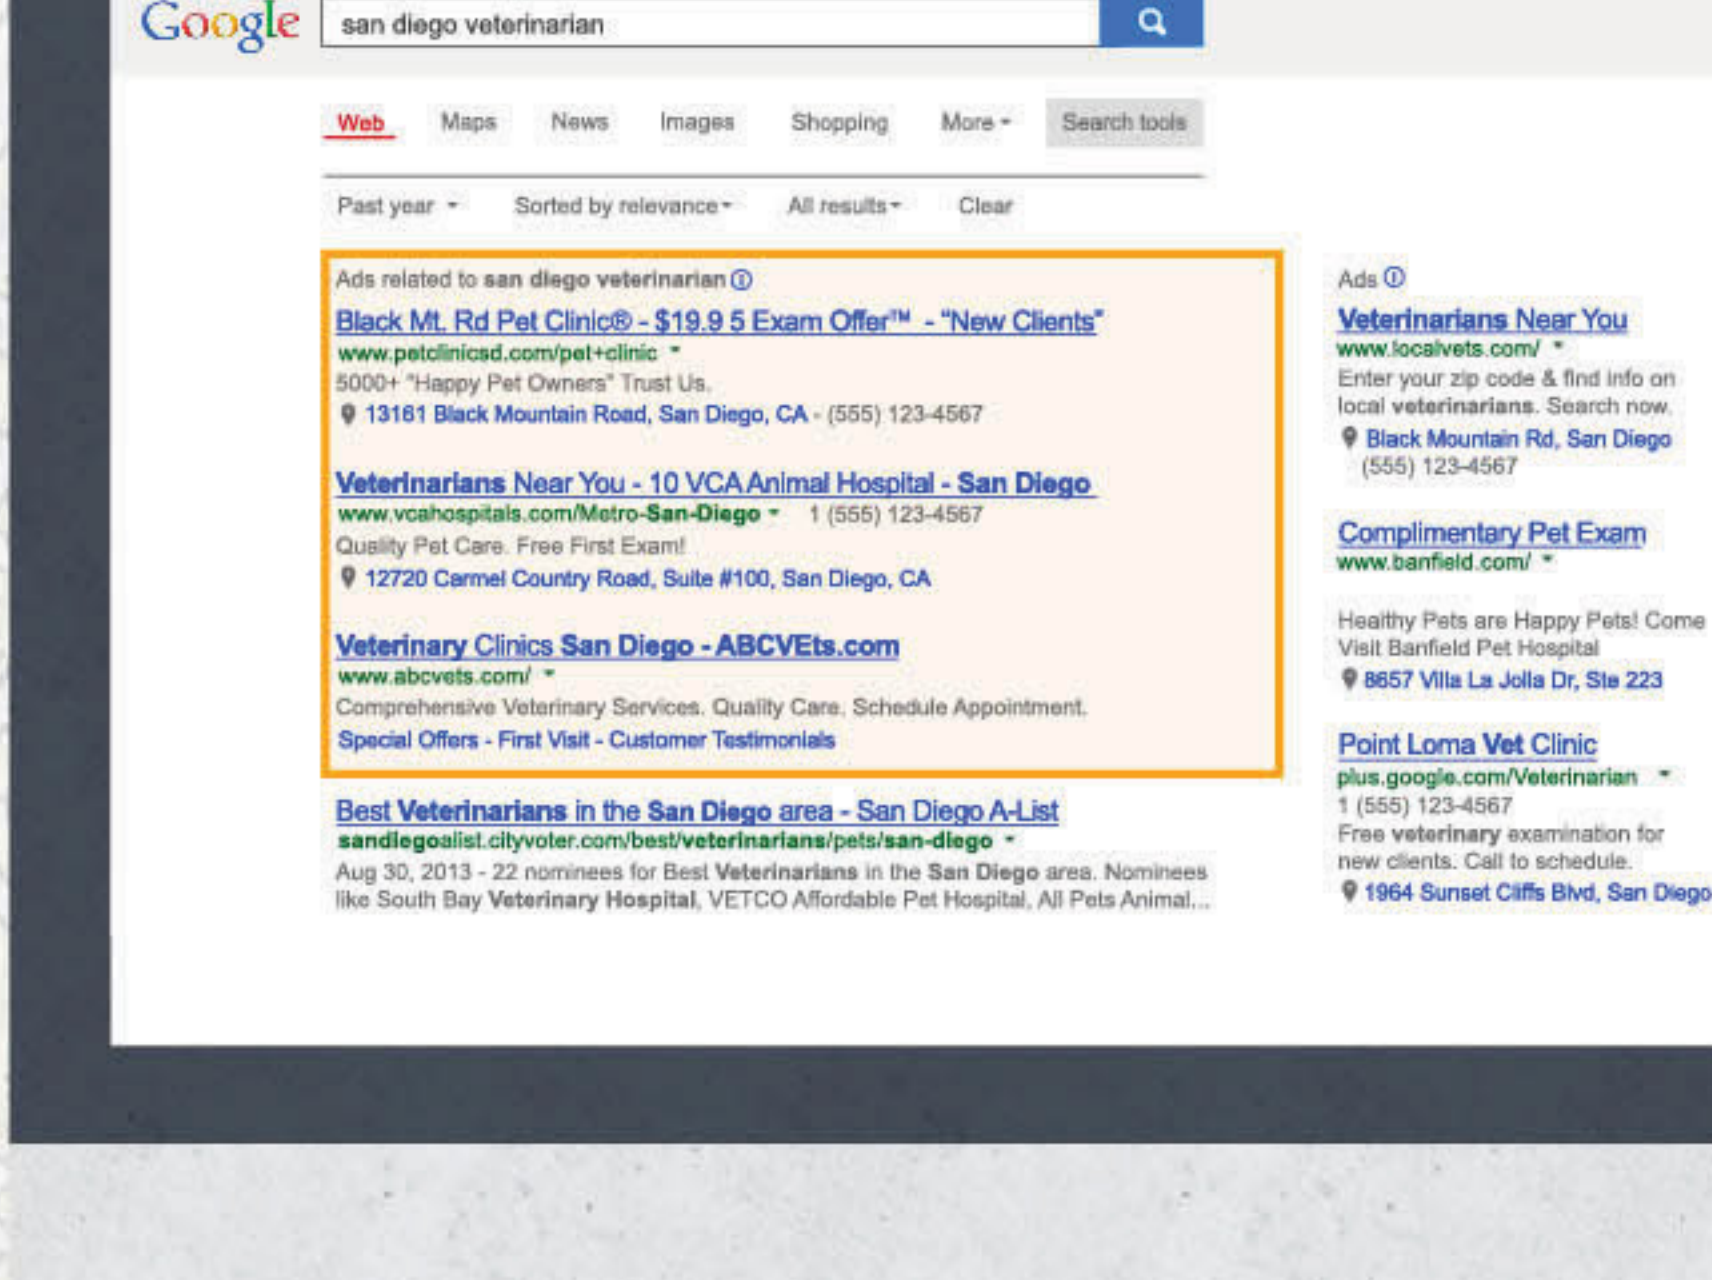 Google
san diego veterinarian
Web Maps News Images Shopping More Search tools
Past year Sorted by relevance All results Clear
Ads related to san diego veterinarian
Black Mt. Rd Pet Clinic® - $19.9 5 Exam Offer™ - "New Clients"
www.petclinicsd.com/pet+clinic
5000+ "Happy Pet Owners" Trust Us.
13161 Black Mountain Road, San Diego, CA - (555) 123-4567
Veterinarians Near You - 10 VCA Animal Hospital - San Diego
www.vcahospitals.com/Metro-San-Diego 1 (555) 123-4567
Quality Pet Care. Free First Exam!
12720 Carmel Country Road, Suite #100, San Diego, CA
Veterinary Clinics San Diego - ABCVEts.com
www.abcvets.com/
Comprehensive Veterinary Services. Quality Care. Schedule Appointment.
Special Offers - First Visit - Customer Testimonials
Best Veterinarians in the San Diego area - San Diego A-List
sandiegoalist.cityvoter.com/best/veterinarians/pets/san-diego
Aug 30, 2013 - 22 nominees for Best Veterinarians in the San Diego area. Nominees
like South Bay Veterinary Hospital, VETCO Affordable Pet Hospital, All Pets Animal...
Ads
Veterinarians Near You
www.localvets.com/
Enter your zip code & find info on
local veterinarians. Search now.
Black Mountain Rd, San Diego
(555) 123-4567
Complimentary Pet Exam
www.banfield.com/
Healthy Pets are Happy Pets! Come
Visit Banfield Pet Hospital
8657 Villa La Jolla Dr, Ste 223
Point Loma Vet Clinic
plus.google.com/Veterinarian
1 (555) 123-4567
Free veterinary examination for
new clients. Call to schedule.
1964 Sunset Cliffs Blvd, San Diego